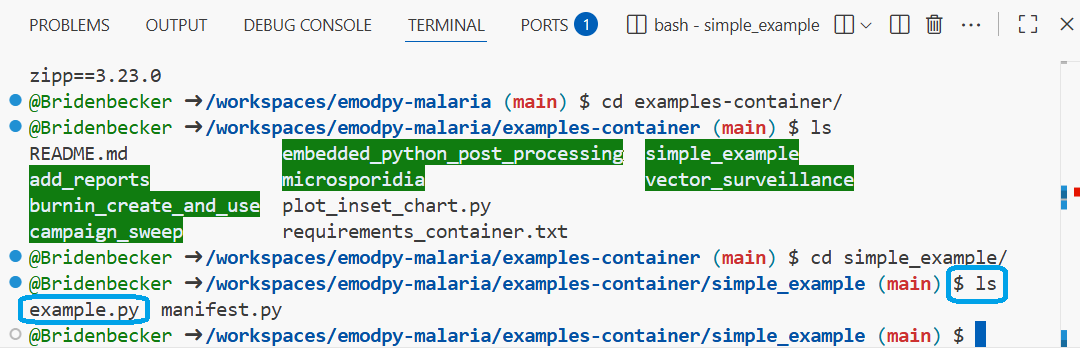 PROBLEMS OUTPUT DEBUG CONSOLE TERMINAL PORTS 1 bash - simple_example
zipp==3.23.0
@Bridenbecker ➜/workspaces/emodpy-malaria (main) $ cd examples-container/
@Bridenbecker ➜/workspaces/emodpy-malaria/examples-container (main) $ ls
README.md embedded_python_post_processing simple_example
add_reports microsporidia vector_surveillance
burnin_create_and_use plot_inset_chart.py
campaign_sweep requirements_container.txt
@Bridenbecker ➜/workspaces/emodpy-malaria/examples-container (main) $ cd simple_example/
@Bridenbecker ➜/workspaces/emodpy-malaria/examples-container/simple_example (main) $ ls
example.py manifest.py
@Bridenbecker ➜/workspaces/emodpy-malaria/examples-container/simple_example (main) $